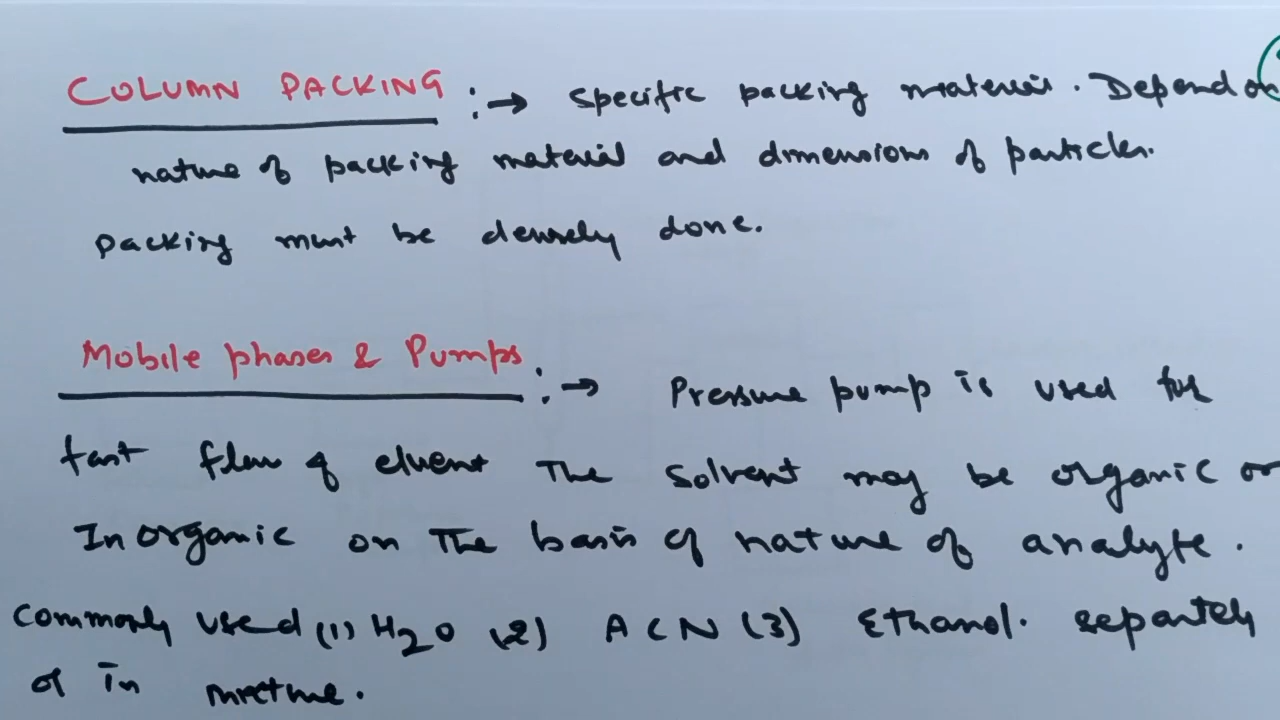 COLUMN PACKING :→ Specific packing material. Depend on
nature of packing material and dimensions of particles.
Packing must be densely done.
Mobile phases & Pumps :→ Pressure pump is used for
fast flow of eluent The solvent may be organic or
Inorganic on The basis of nature of analyte.
Commonly used (1) H2O (2) ACN (3) Ethanol. separately
or in mixture.